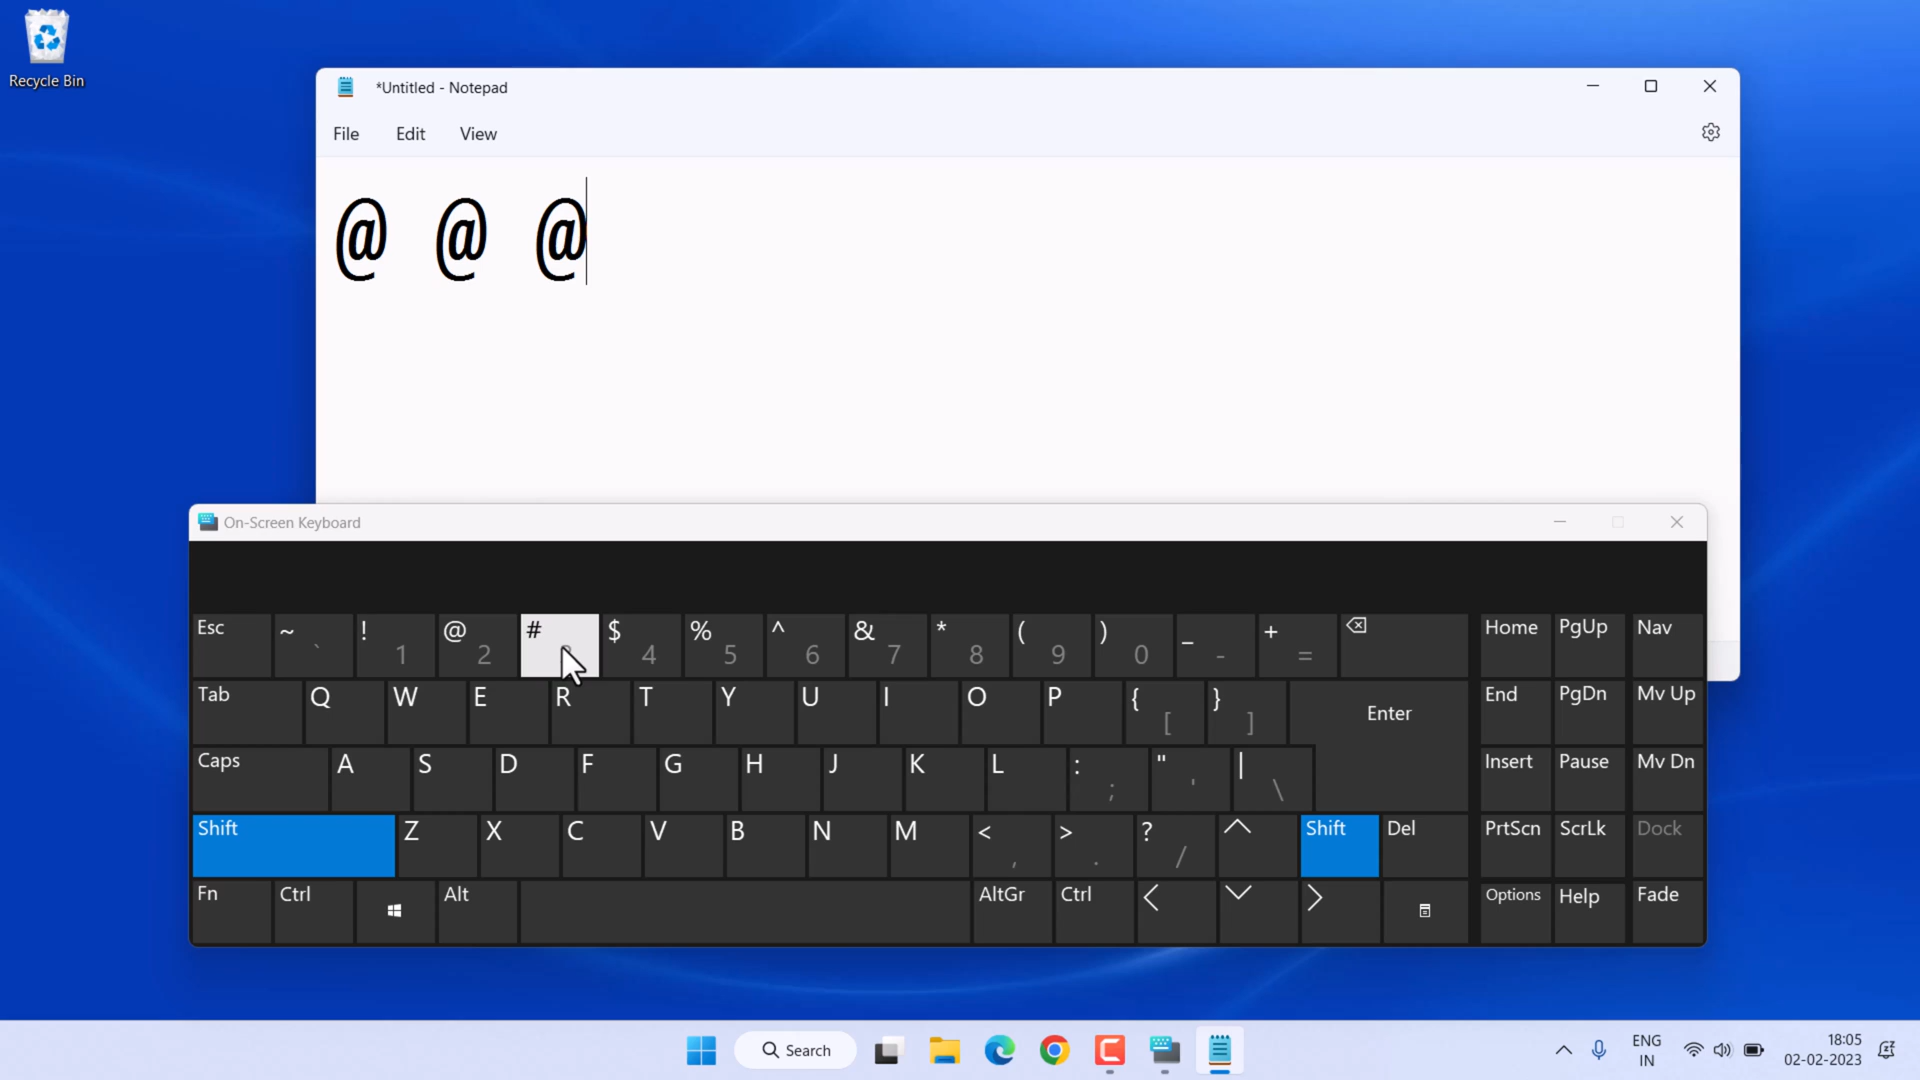 Recycle Bin
*Untitled - Notepad
File Edit View
@ @ @
On-Screen Keyboard
Esc ~ ` ! 1 @ 2 # $ 4 % 5 ^ 6 & 7 * 8 ( 9 ) 0 _ - + = Home PgUp Nav
Tab Q W E R T Y U I O P { [ } ] Enter End PgDn Mv Up
Caps A S D F G H J K L : ; " ' | \ Insert Pause Mv Dn
Shift Z X C V B N M < , > . ? / Shift Del PrtScn ScrLk Dock
Fn Ctrl Alt AltGr Ctrl Options Help Fade
Search
ENG
IN
18:05
02-02-2023